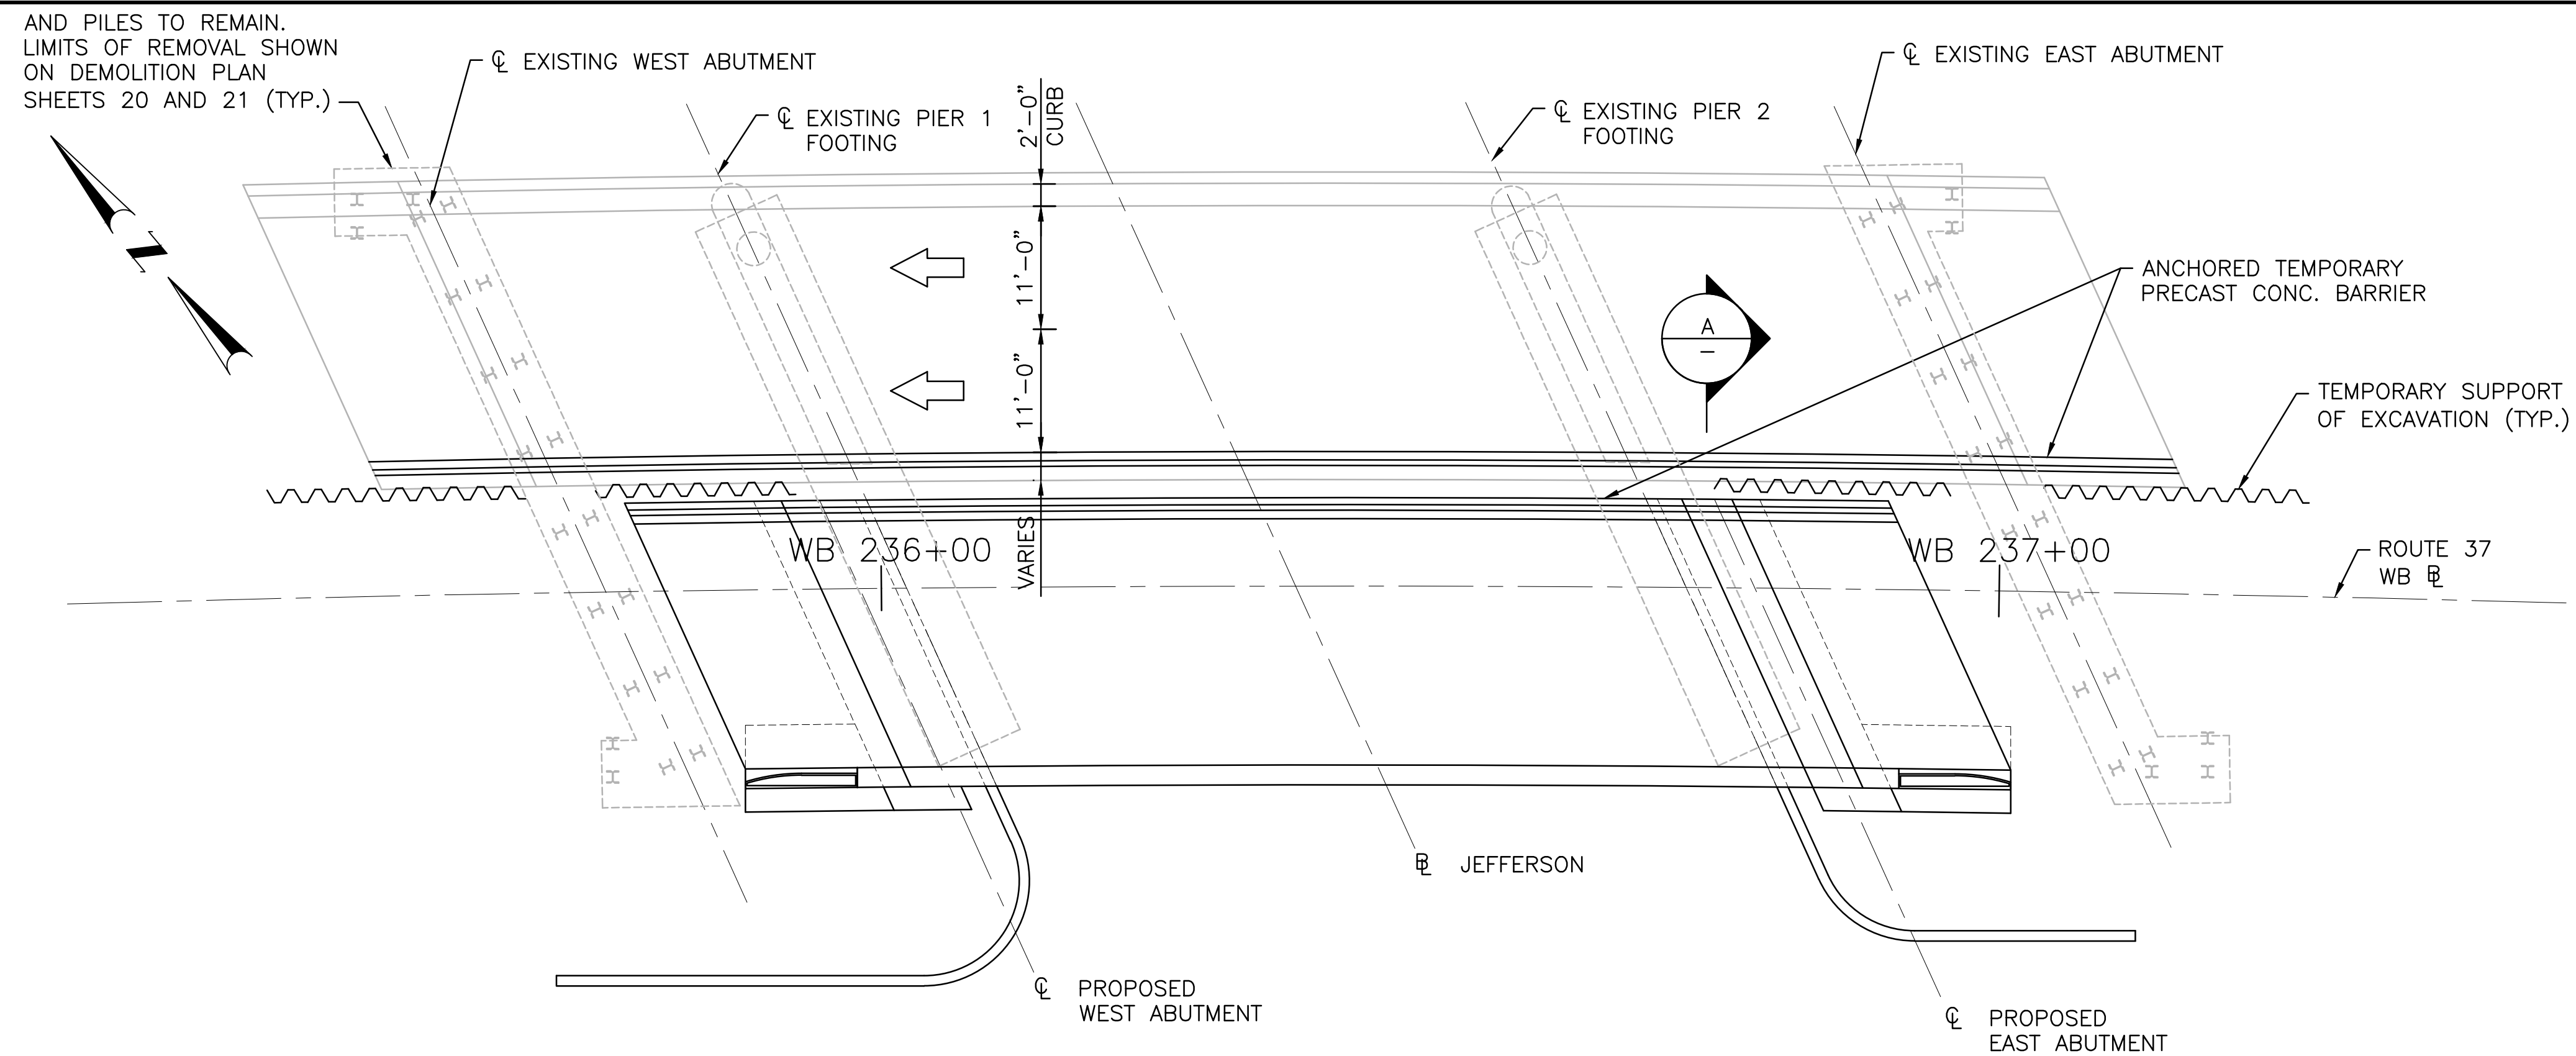 AND PILES TO REMAIN.
LIMITS OF REMOVAL SHOWN
ON DEMOLITION PLAN
SHEETS 20 AND 21 (TYP.)
℄ EXISTING WEST ABUTMENT
℄ EXISTING PIER 1
FOOTING
2'-0"
CURB
℄ EXISTING PIER 2
FOOTING
℄ EXISTING EAST ABUTMENT
N
11'-0"
11'-0"
VARIES
A
–
ANCHORED TEMPORARY
PRECAST CONC. BARRIER
TEMPORARY SUPPORT
OF EXCAVATION (TYP.)
WB 236+00
WB 237+00
ROUTE 37
WB BL
BL JEFFERSON
℄ PROPOSED
WEST ABUTMENT
℄ PROPOSED
EAST ABUTMENT